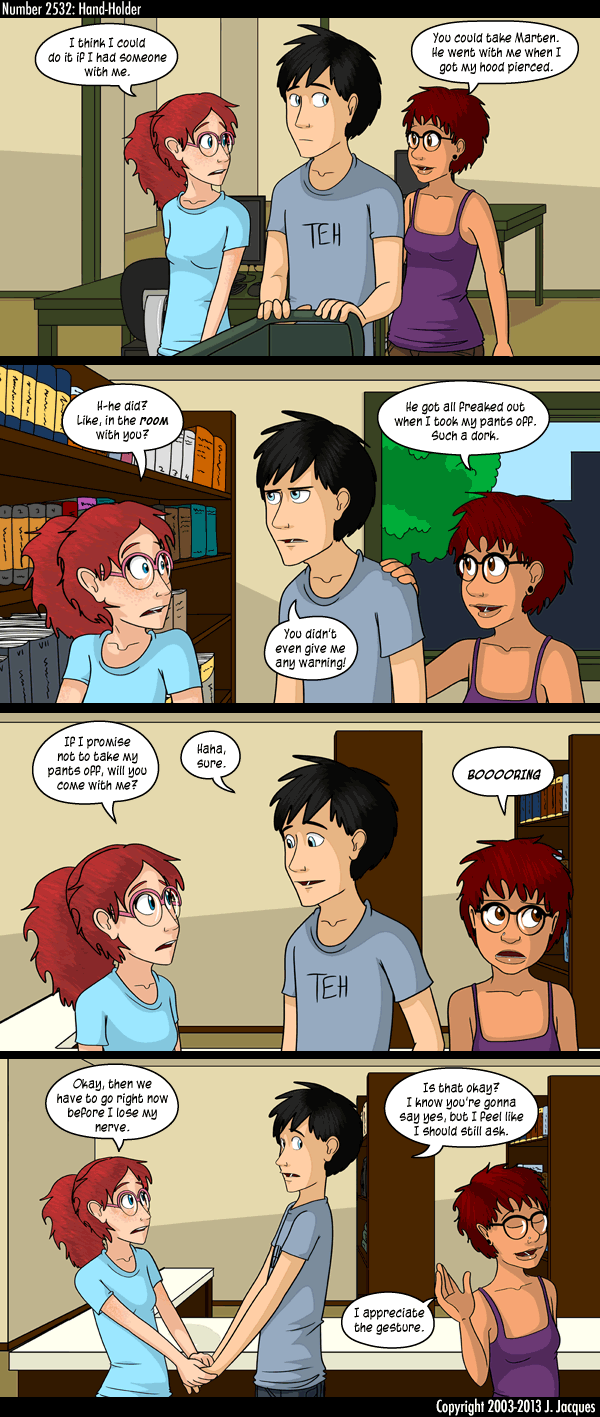 Number 2532: Hand-Holder
I think I could
do it if I had someone
with me.
You could take Marten.
He went with me when I
got my hood pierced.
TEH
H-he did?
Like, in the room
with you?
He got all freaked out
when I took my pants off.
Such a dork.
You didn't
even give me
any warning!
If I promise
not to take my
pants off, will you
come with me?
Haha,
sure.
BOOOORING
TEH
Okay, then we
have to go right now
before I lose my
nerve.
Is that okay?
I know you're gonna
say yes, but I feel like
I should still ask.
I appreciate
the gesture.
Copyright 2003-2013 J. Jacques